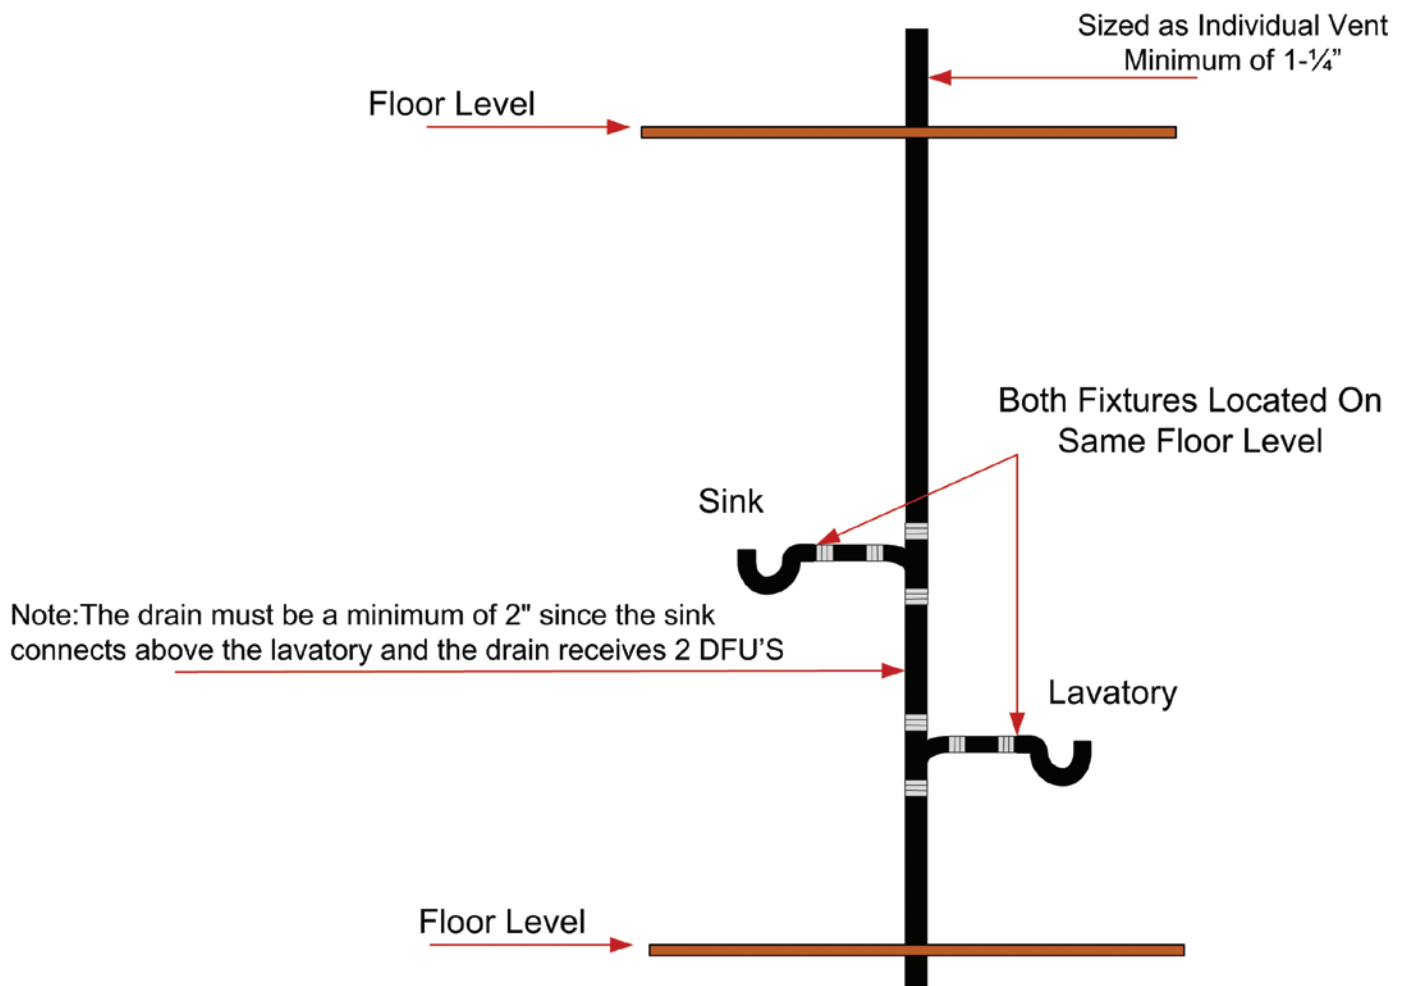 Sized as Individual Vent
Minimum of 1-¼”
Floor Level
Both Fixtures Located On
Same Floor Level
Sink
Note:The drain must be a minimum of 2" since the sink
connects above the lavatory and the drain receives 2 DFU’S
Lavatory
Floor Level